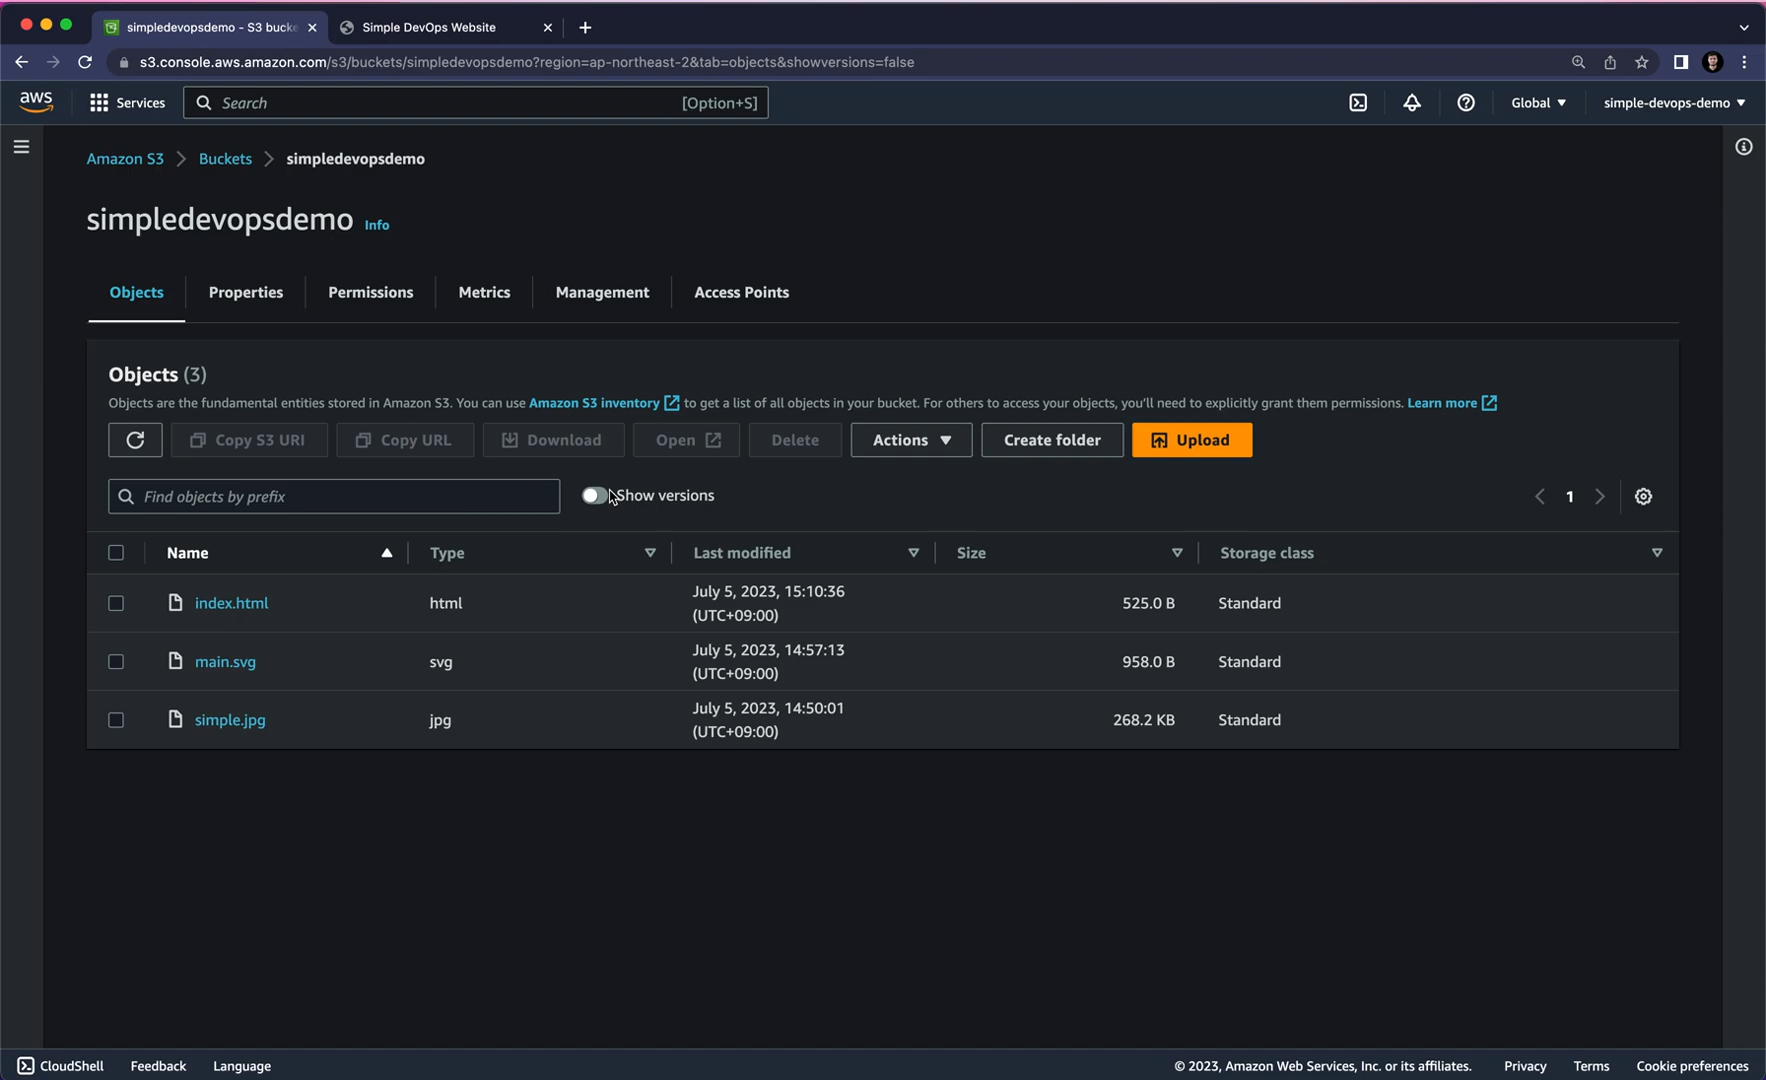 simpledevopsdemo - S3 bucke
Simple DevOps Website
s3.console.aws.amazon.com/s3/buckets/simpledevopsdemo?region=ap-northeast-2&tab=objects&showversions=false
aws
Services
Search
[Option+S]
Global
simple-devops-demo
Amazon S3
Buckets
simpledevopsdemo
simpledevopsdemo
Info
Objects
Properties
Permissions
Metrics
Management
Access Points
Objects (3)
Objects are the fundamental entities stored in Amazon S3. You can use Amazon S3 inventory to get a list of all objects in your bucket. For others to access your objects, you'll need to explicitly grant them permissions. Learn more
Copy S3 URI
Copy URL
Download
Open
Delete
Actions
Create folder
Upload
Find objects by prefix
Show versions
1
Name
Type
Last modified
Size
Storage class
index.html
html
July 5, 2023, 15:10:36
(UTC+09:00)
525.0 B
Standard
main.svg
svg
July 5, 2023, 14:57:13
(UTC+09:00)
958.0 B
Standard
simple.jpg
jpg
July 5, 2023, 14:50:01
(UTC+09:00)
268.2 KB
Standard
CloudShell
Feedback
Language
© 2023, Amazon Web Services, Inc. or its affiliates.
Privacy
Terms
Cookie preferences